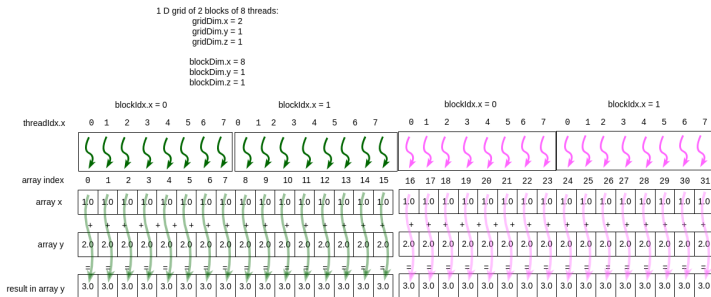 1 D grid of 2 blocks of 8 threads:
gridDim.x = 2
gridDim.y = 1
gridDim.z = 1
blockDim.x = 8
blockDim.y = 1
blockDim.z = 1
blockIdx.x = 0 blockIdx.x = 1 blockIdx.x = 0 blockIdx.x = 1
threadIdx.x 0 1 2 3 4 5 6 7 0 1 2 3 4 5 6 7 0 1 2 3 4 5 6 7 0 1 2 3 4 5 6 7
array index 0 1 2 3 4 5 6 7 8 9 10 11 12 13 14 15 16 17 18 19 20 21 22 23 24 25 26 27 28 29 30 31
array x 1.0 1.0 1.0 1.0 1.0 1.0 1.0 1.0 1.0 1.0 1.0 1.0 1.0 1.0 1.0 1.0 1.0 1.0 1.0 1.0 1.0 1.0 1.0 1.0 1.0 1.0 1.0 1.0 1.0 1.0 1.0 1.0
+ + + + + + + + + + + + + + + + + + + + + + + + + + + + + + + +
array y 2.0 2.0 2.0 2.0 2.0 2.0 2.0 2.0 2.0 2.0 2.0 2.0 2.0 2.0 2.0 2.0 2.0 2.0 2.0 2.0 2.0 2.0 2.0 2.0 2.0 2.0 2.0 2.0 2.0 2.0 2.0 2.0
= = = = = = = = = = = = = = = = = = = = = = = = = = = = = = = =
result in array y 3.0 3.0 3.0 3.0 3.0 3.0 3.0 3.0 3.0 3.0 3.0 3.0 3.0 3.0 3.0 3.0 3.0 3.0 3.0 3.0 3.0 3.0 3.0 3.0 3.0 3.0 3.0 3.0 3.0 3.0 3.0 3.0